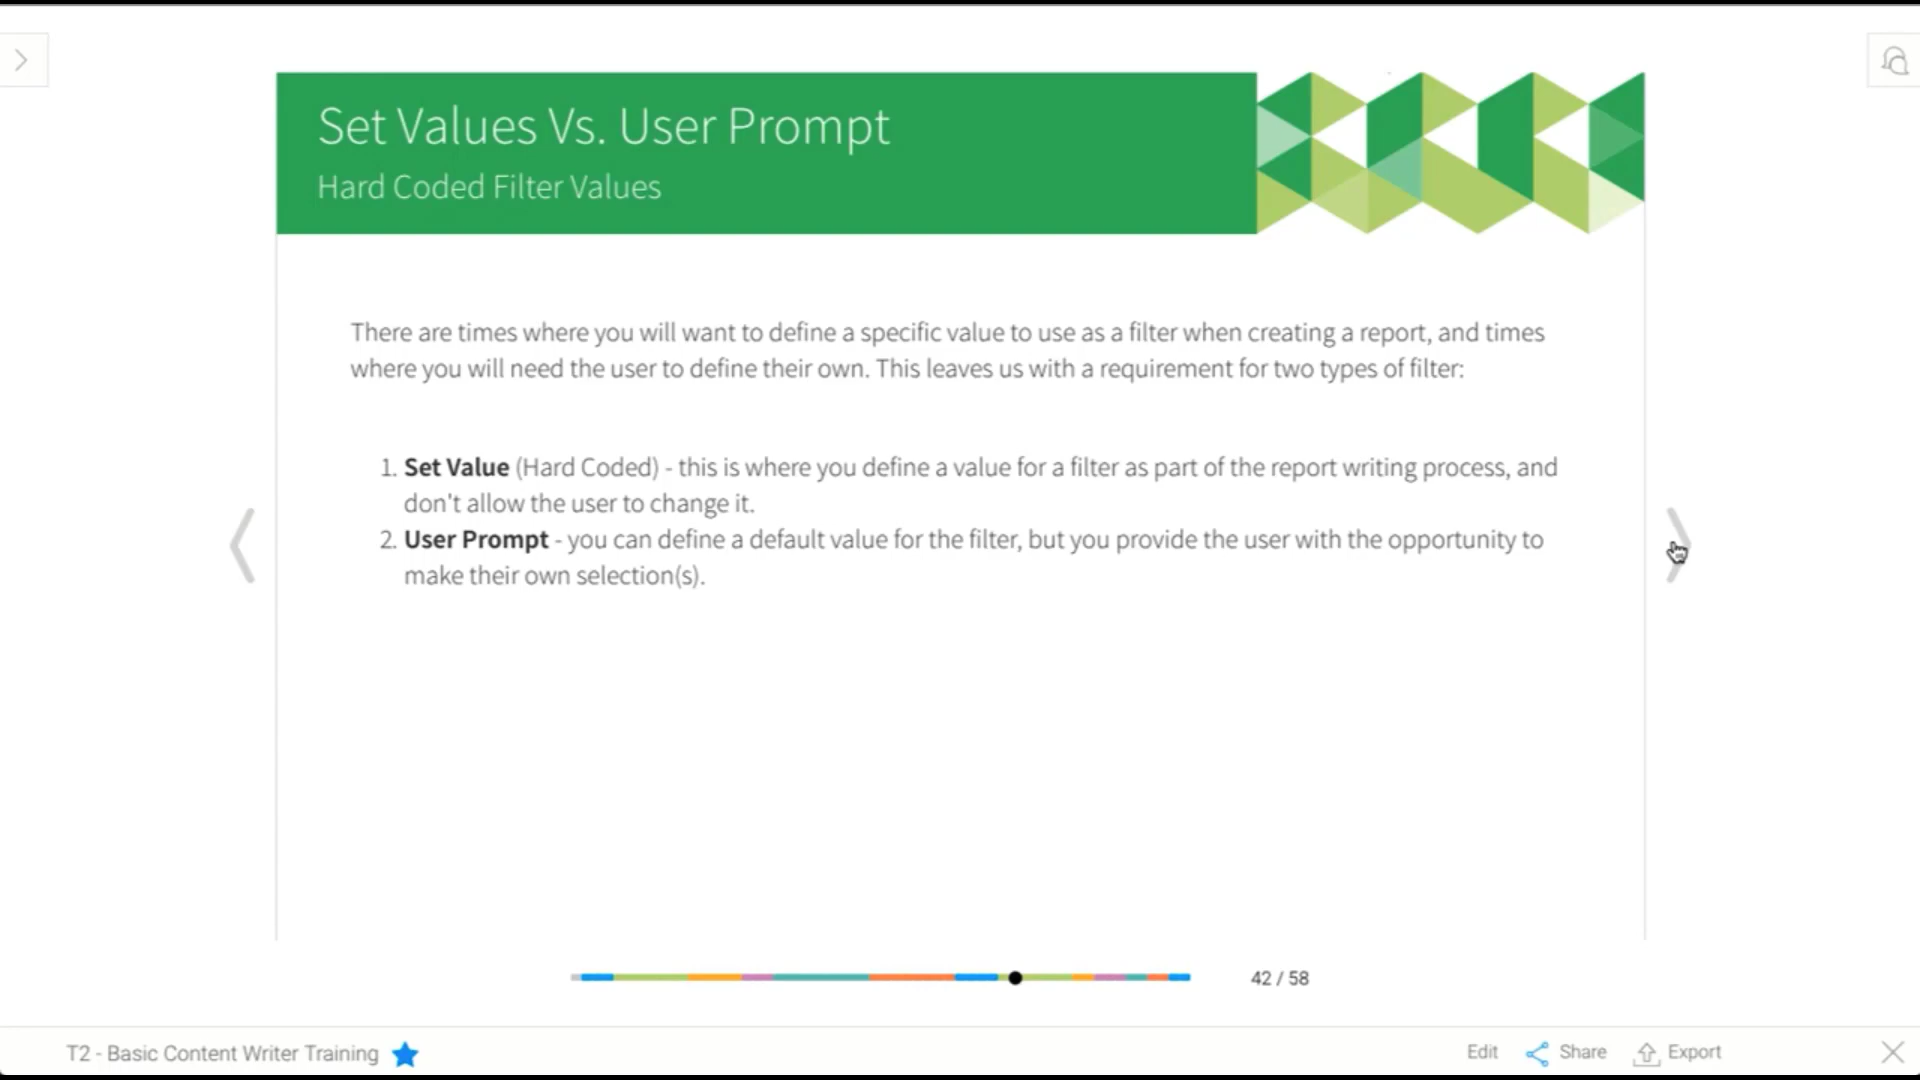 Set Values Vs. User Prompt
Hard Coded Filter Values
There are times where you will want to define a specific value to use as a filter when creating a report, and times
where you will need the user to define their own. This leaves us with a requirement for two types of filter:
1. Set Value (Hard Coded) - this is where you define a value for a filter as part of the report writing process, and
don't allow the user to change it.
2. User Prompt - you can define a default value for the filter, but you provide the user with the opportunity to
make their own selection(s).
42 / 58
T2 - Basic Content Writer Training
Edit
Share
Export